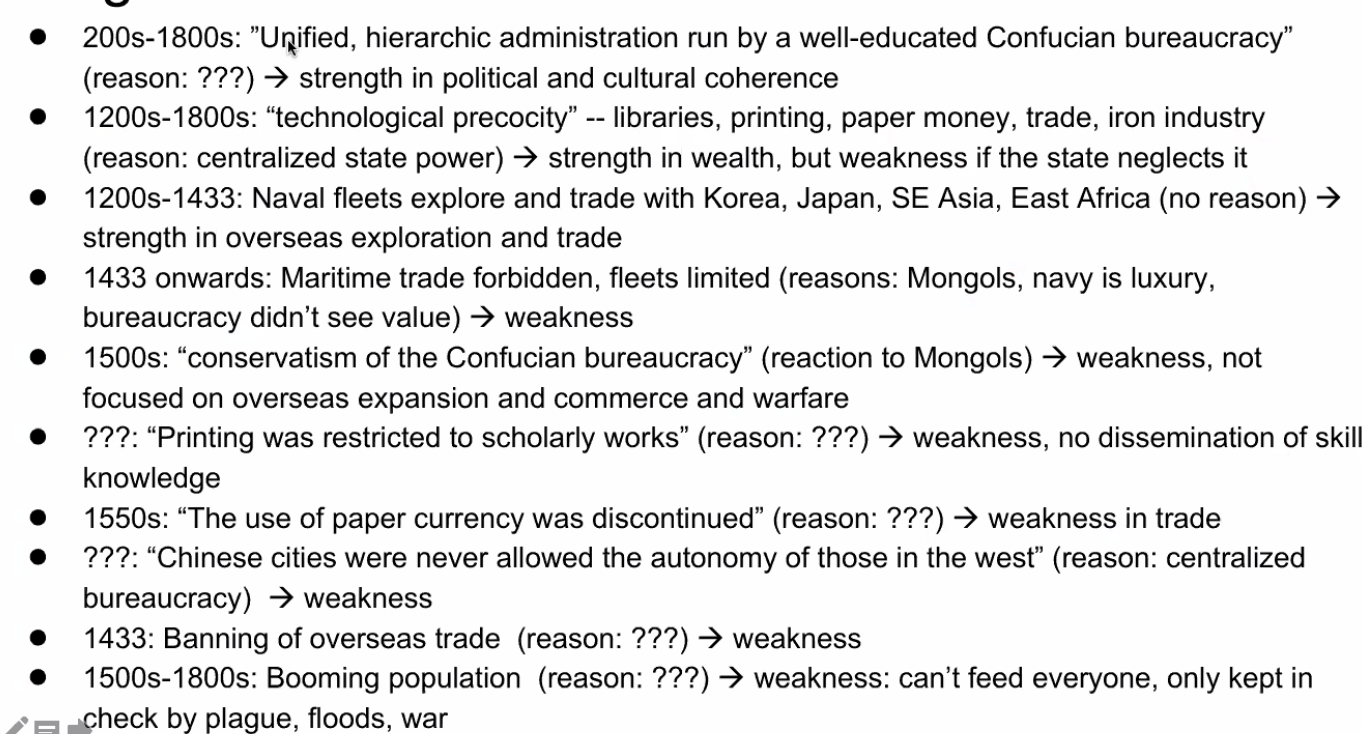 ● 200s-1800s: ”Unified, hierarchic administration run by a well-educated Confucian bureaucracy”
(reason: ???) → strength in political and cultural coherence
● 1200s-1800s: “technological precocity” -- libraries, printing, paper money, trade, iron industry
(reason: centralized state power) → strength in wealth, but weakness if the state neglects it
● 1200s-1433: Naval fleets explore and trade with Korea, Japan, SE Asia, East Africa (no reason) →
strength in overseas exploration and trade
● 1433 onwards: Maritime trade forbidden, fleets limited (reasons: Mongols, navy is luxury,
bureaucracy didn’t see value) → weakness
● 1500s: “conservatism of the Confucian bureaucracy” (reaction to Mongols) → weakness, not
focused on overseas expansion and commerce and warfare
● ???: “Printing was restricted to scholarly works” (reason: ???) → weakness, no dissemination of skill
knowledge
● 1550s: “The use of paper currency was discontinued” (reason: ???) → weakness in trade
● ???: “Chinese cities were never allowed the autonomy of those in the west” (reason: centralized
bureaucracy) → weakness
● 1433: Banning of overseas trade (reason: ???) → weakness
● 1500s-1800s: Booming population (reason: ???) → weakness: can’t feed everyone, only kept in
check by plague, floods, war